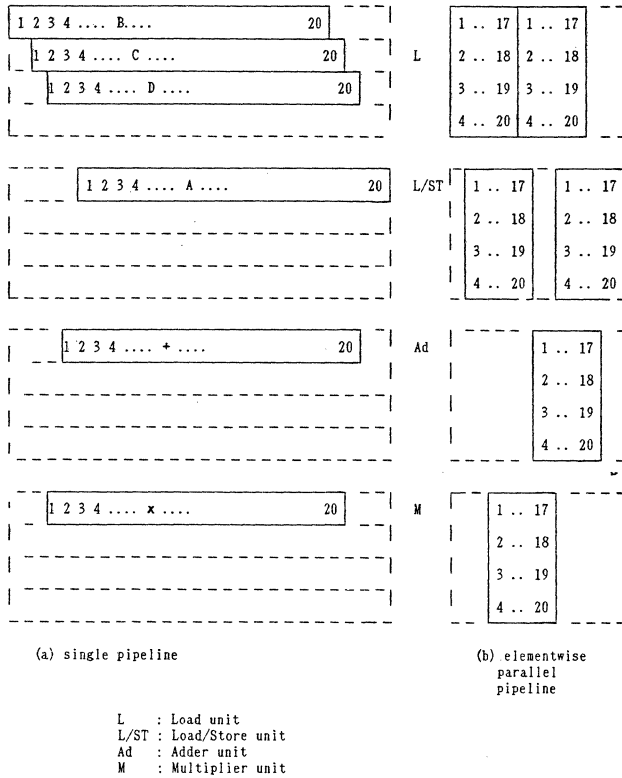 1 2 3 4 .... B.... 20
1 2 3 4 .... C .... 20
1 2 3 4 .... D .... 20
L
1 .. 17 1 .. 17
2 .. 18 2 .. 18
3 .. 19 3 .. 19
4 .. 20 4 .. 20
1 2 3 4 .... A .... 20
L/ST
1 .. 17 1 .. 17
2 .. 18 2 .. 18
3 .. 19 3 .. 19
4 .. 20 4 .. 20
1 2 3 4 .... + .... 20
Ad
1 .. 17
2 .. 18
3 .. 19
4 .. 20
1 2 3 4 .... x .... 20
M
1 .. 17
2 .. 18
3 .. 19
4 .. 20
(a) single pipeline
(b) elementwise
parallel
pipeline
L : Load unit
L/ST : Load/Store unit
Ad : Adder unit
M : Multiplier unit